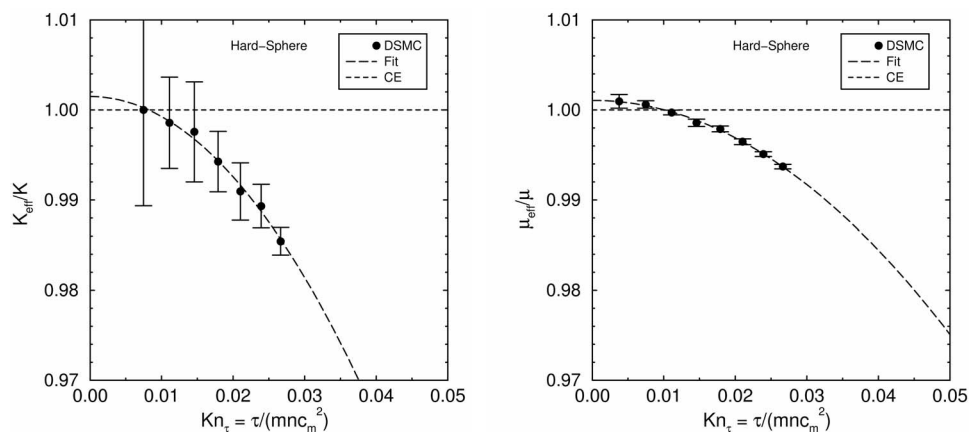 1.01
1.00
0.99
0.98
0.97
K_eff/K
Hard-Sphere
DSMC
Fit
CE
0.00 0.01 0.02 0.03 0.04 0.05
Kn_τ = τ/(mnc_m^2)
1.01
1.00
0.99
0.98
0.97
μ_eff/μ
Hard-Sphere
DSMC
Fit
CE
0.00 0.01 0.02 0.03 0.04 0.05
Kn_τ = τ/(mnc_m^2)